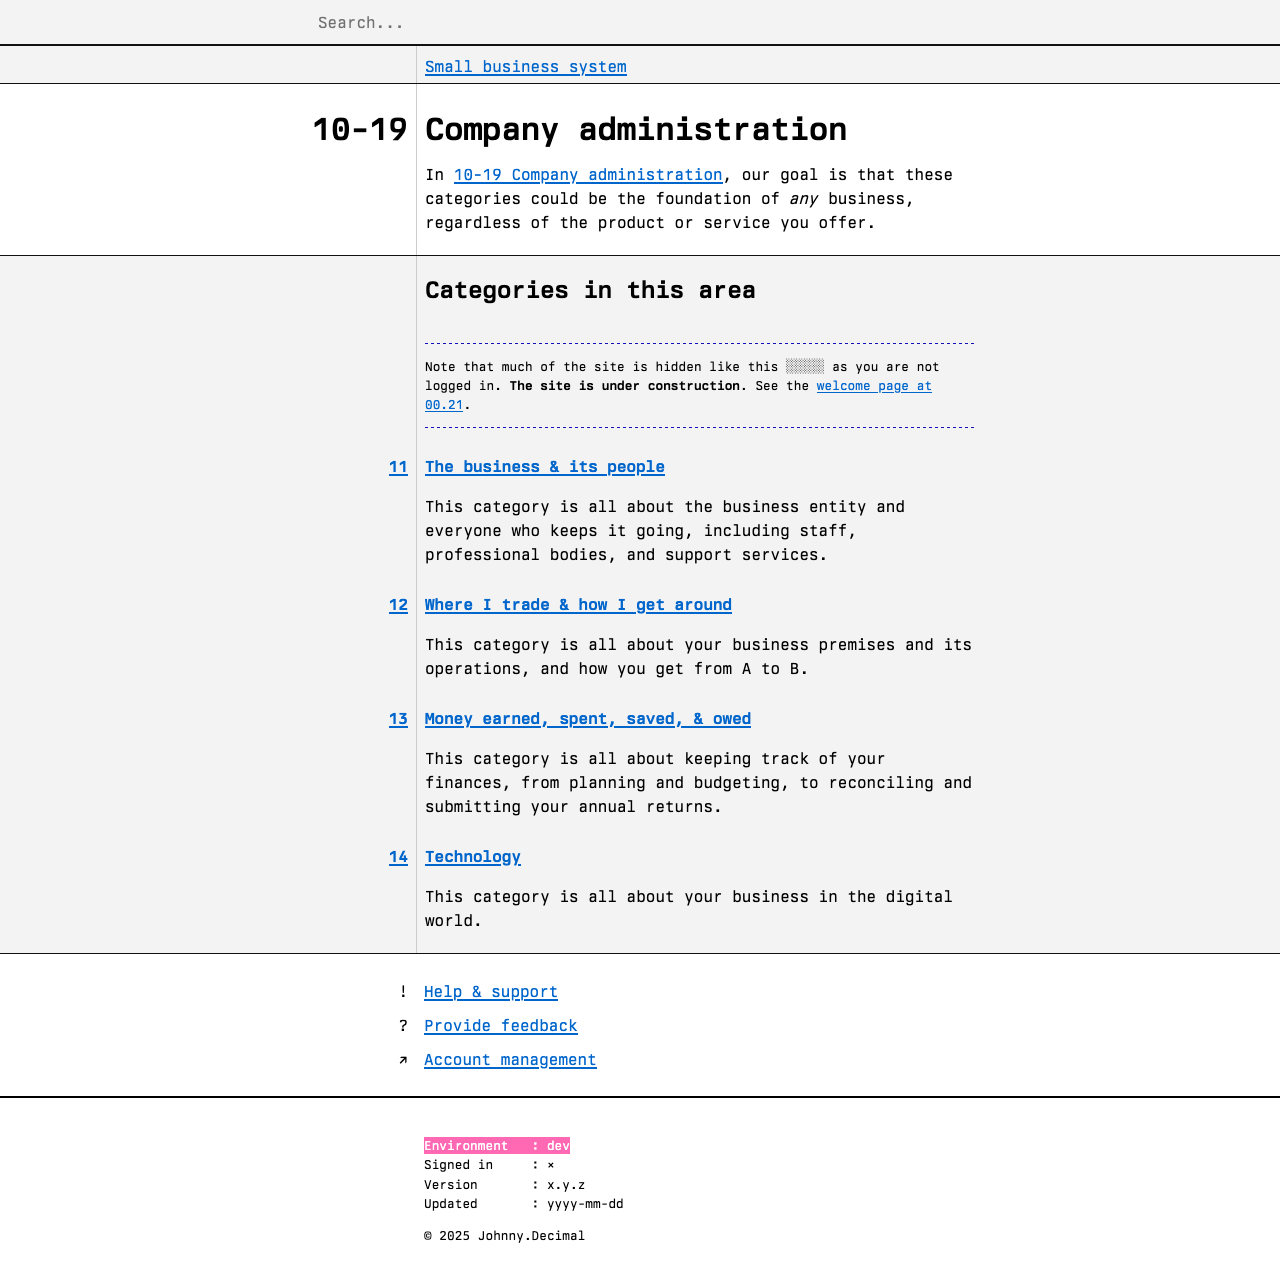 Search...
Small business system
10-19 Company administration
In 10-19 Company administration, our goal is that these
categories could be the foundation of any business,
regardless of the product or service you offer.
Categories in this area
Note that much of the site is hidden like this ░░░░░ as you are not
logged in. The site is under construction. See the welcome page at
00.21.
11 The business & its people
This category is all about the business entity and
everyone who keeps it going, including staff,
professional bodies, and support services.
12 Where I trade & how I get around
This category is all about your business premises and its
operations, and how you get from A to B.
13 Money earned, spent, saved, & owed
This category is all about keeping track of your
finances, from planning and budgeting, to reconciling and
submitting your annual returns.
14 Technology
This category is all about your business in the digital
world.
! Help & support
? Provide feedback
↗ Account management
Environment : dev
Signed in : ×
Version : x.y.z
Updated : yyyy-mm-dd
© 2025 Johnny.Decimal